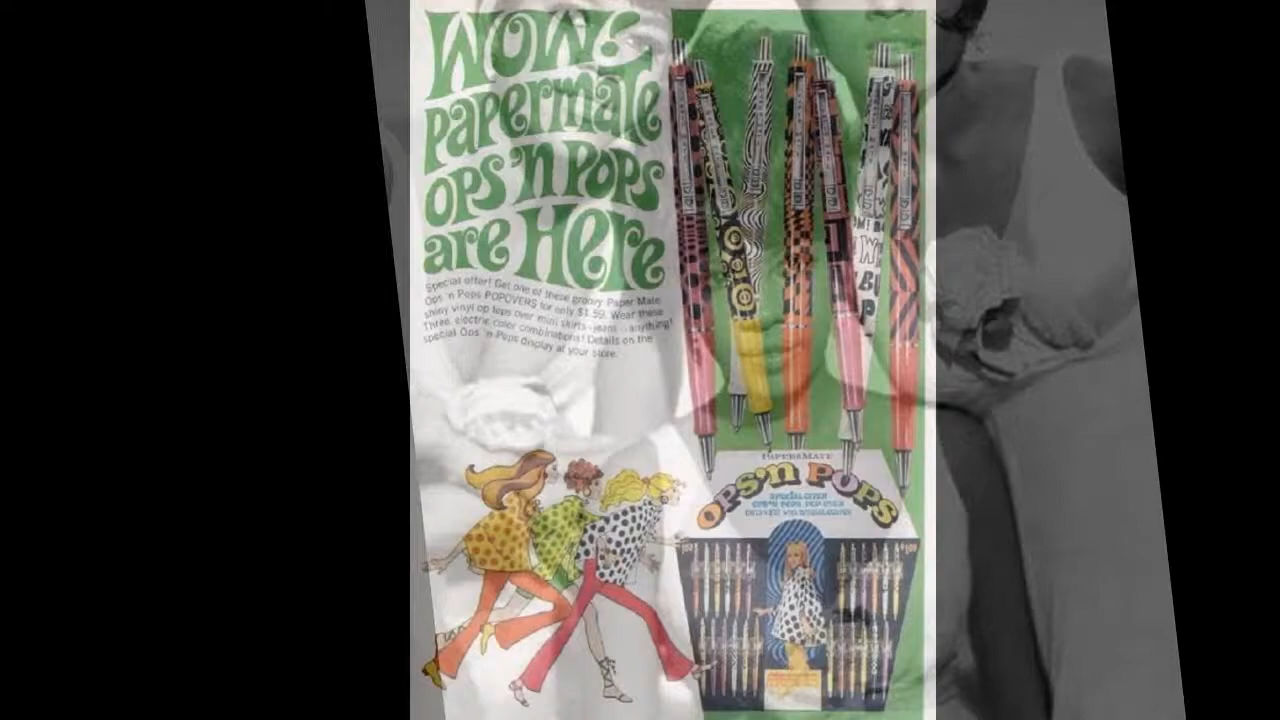 WOW!
papermate
OPS 'n POPS
are Here
Special offer! Get one of these groovy Paper Mate
Ops 'n Pops POPOVERS for only $1.59. Wear these
shiny vinyl op tops over mini skirts-jeans-anything!
Three electric color combinations! Details on the
special Ops 'n Pops display at your store.
PAPER MATE
OPS 'n POPS
SPECIAL OFFER